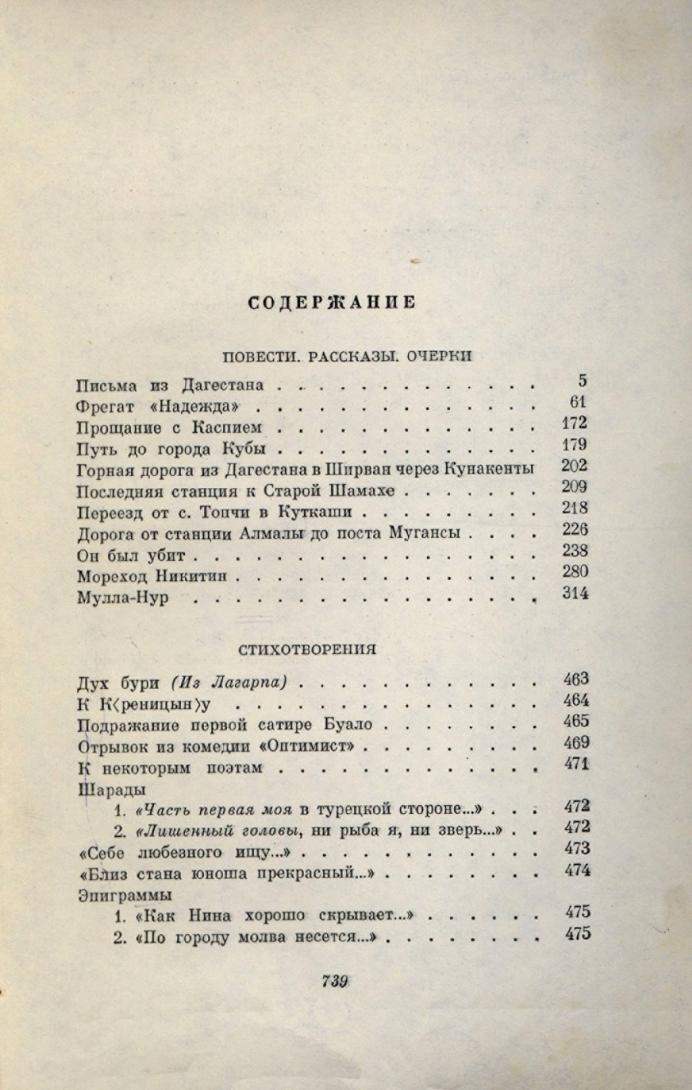 СОДЕРЖАНИЕ
ПОВЕСТИ. РАССКАЗЫ. ОЧЕРКИ
Письма из Дагестана . . . . . . . . . . . . . 5
Фрегат «Надежда» . . . . . . . . . . . . . . 61
Прощание с Каспием . . . . . . . . . . . . . 172
Путь до города Кубы . . . . . . . . . . . . . 179
Горная дорога из Дагестана в Ширван через Кунакенты 202
Последняя станция к Старой Шамахе . . . . . . . 209
Переезд от с. Топчи в Куткаши . . . . . . . . . 218
Дорога от станции Алмалы до поста Мугансы . . . . 226
Он был убит . . . . . . . . . . . . . . . . . 238
Мореход Никитин . . . . . . . . . . . . . . . 280
Мулла-Нур . . . . . . . . . . . . . . . . . 314
СТИХОТВОРЕНИЯ
Дух бури (Из Лагарпа) . . . . . . . . . . . . 463
К К<реницын>у . . . . . . . . . . . . . . . 464
Подражание первой сатире Буало . . . . . . . . 465
Отрывок из комедии «Оптимист» . . . . . . . . . 469
К некоторым поэтам . . . . . . . . . . . . . 471
Шарады
1. «Часть первая моя в турецкой стороне...» . . . 472
2. «Лишенный головы, ни рыба я, ни зверь...» . . 472
«Себе любезного ищу...» . . . . . . . . . . . . 473
«Близ стана юноша прекрасный...» . . . . . . . . 474
Эпиграммы
1. «Как Нина хорошо скрывает...» . . . . . . 475
2. «По городу молва несется...» . . . . . . . . 475
739